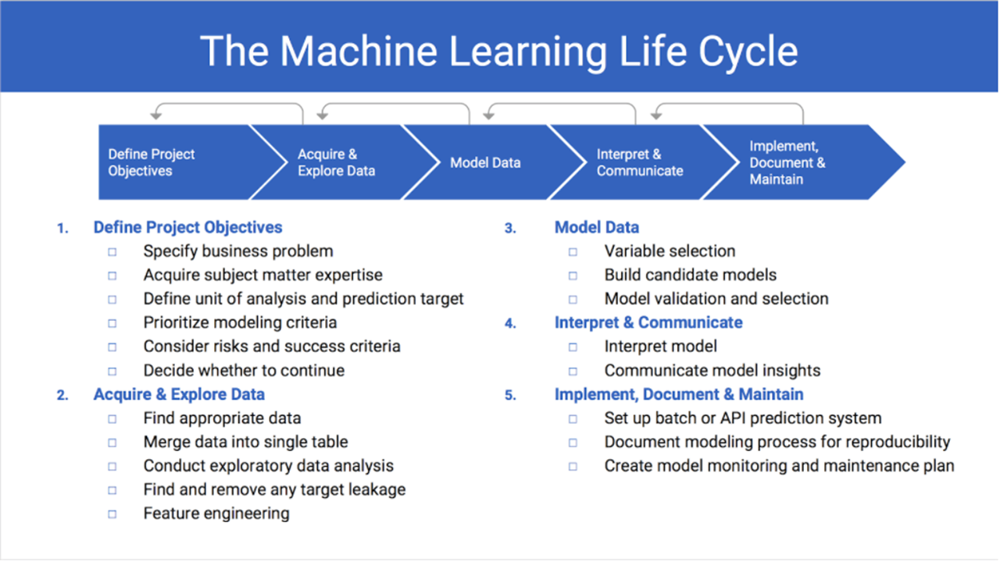 The Machine Learning Life Cycle
Define Project
Objectives
Acquire &
Explore Data
Model Data
Interpret &
Communicate
Implement,
Document &
Maintain
1. Define Project Objectives
Specify business problem
Acquire subject matter expertise
Define unit of analysis and prediction target
Prioritize modeling criteria
Consider risks and success criteria
Decide whether to continue
2. Acquire & Explore Data
Find appropriate data
Merge data into single table
Conduct exploratory data analysis
Find and remove any target leakage
Feature engineering
3. Model Data
Variable selection
Build candidate models
Model validation and selection
4. Interpret & Communicate
Interpret model
Communicate model insights
5. Implement, Document & Maintain
Set up batch or API prediction system
Document modeling process for reproducibility
Create model monitoring and maintenance plan